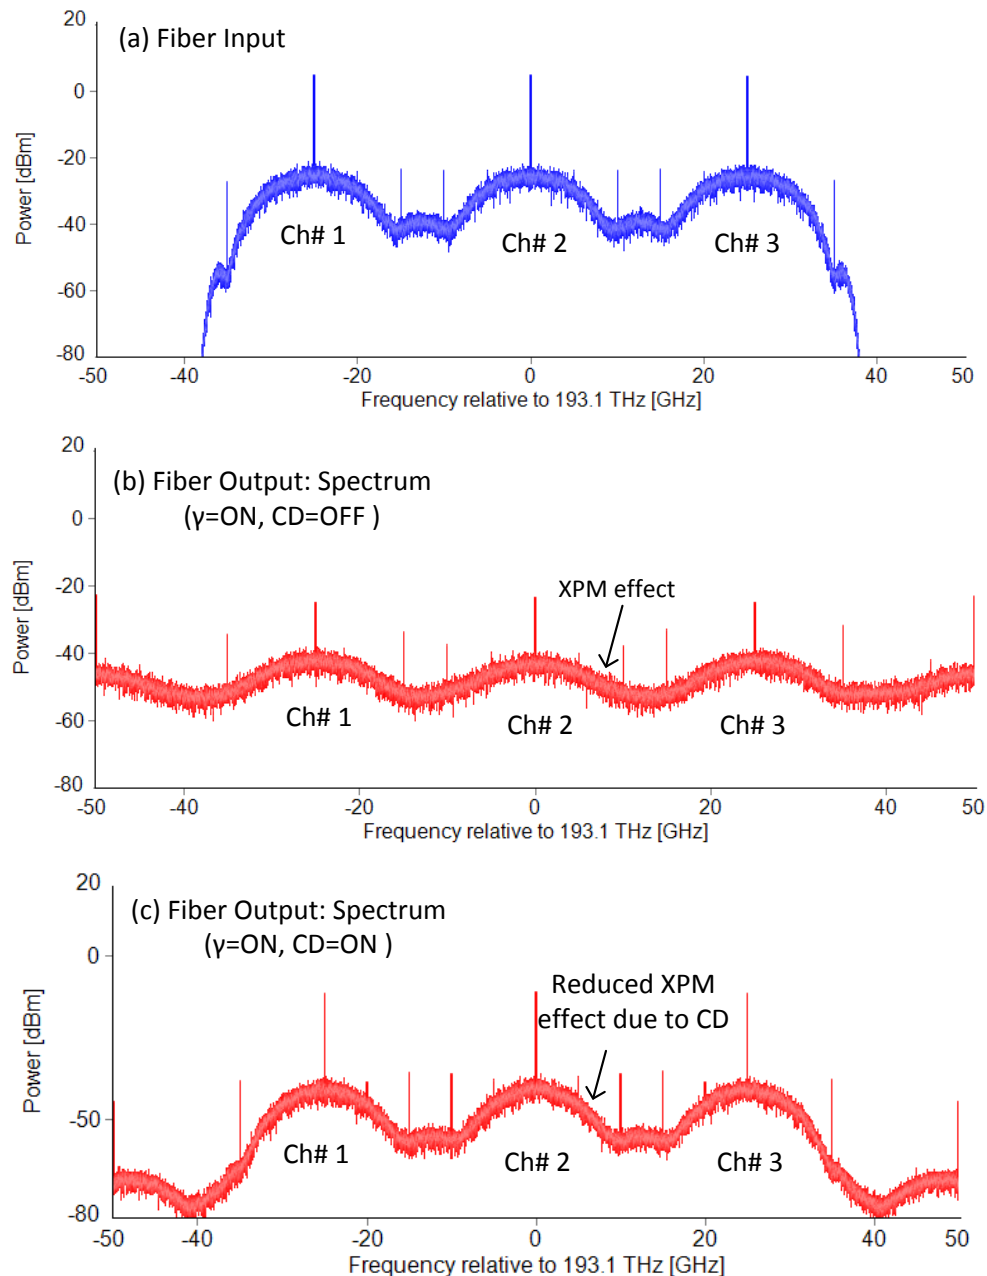 (a) Fiber Input
20
0
-20
-40
-60
-80
Power [dBm]
Ch# 1
Ch# 2
Ch# 3
-50
-40
-20
0
20
40
50
Frequency relative to 193.1 THz [GHz]
(b) Fiber Output: Spectrum
(γ=ON, CD=OFF )
20
0
-20
-40
-60
-80
Power [dBm]
XPM effect
Ch# 1
Ch# 2
Ch# 3
-50
-40
-20
0
20
40
50
Frequency relative to 193.1 THz [GHz]
(c) Fiber Output: Spectrum
(γ=ON, CD=ON )
20
0
-50
-80
Power [dBm]
Reduced XPM
effect due to CD
Ch# 1
Ch# 2
Ch# 3
-50
-40
-20
0
20
40
50
Frequency relative to 193.1 THz [GHz]